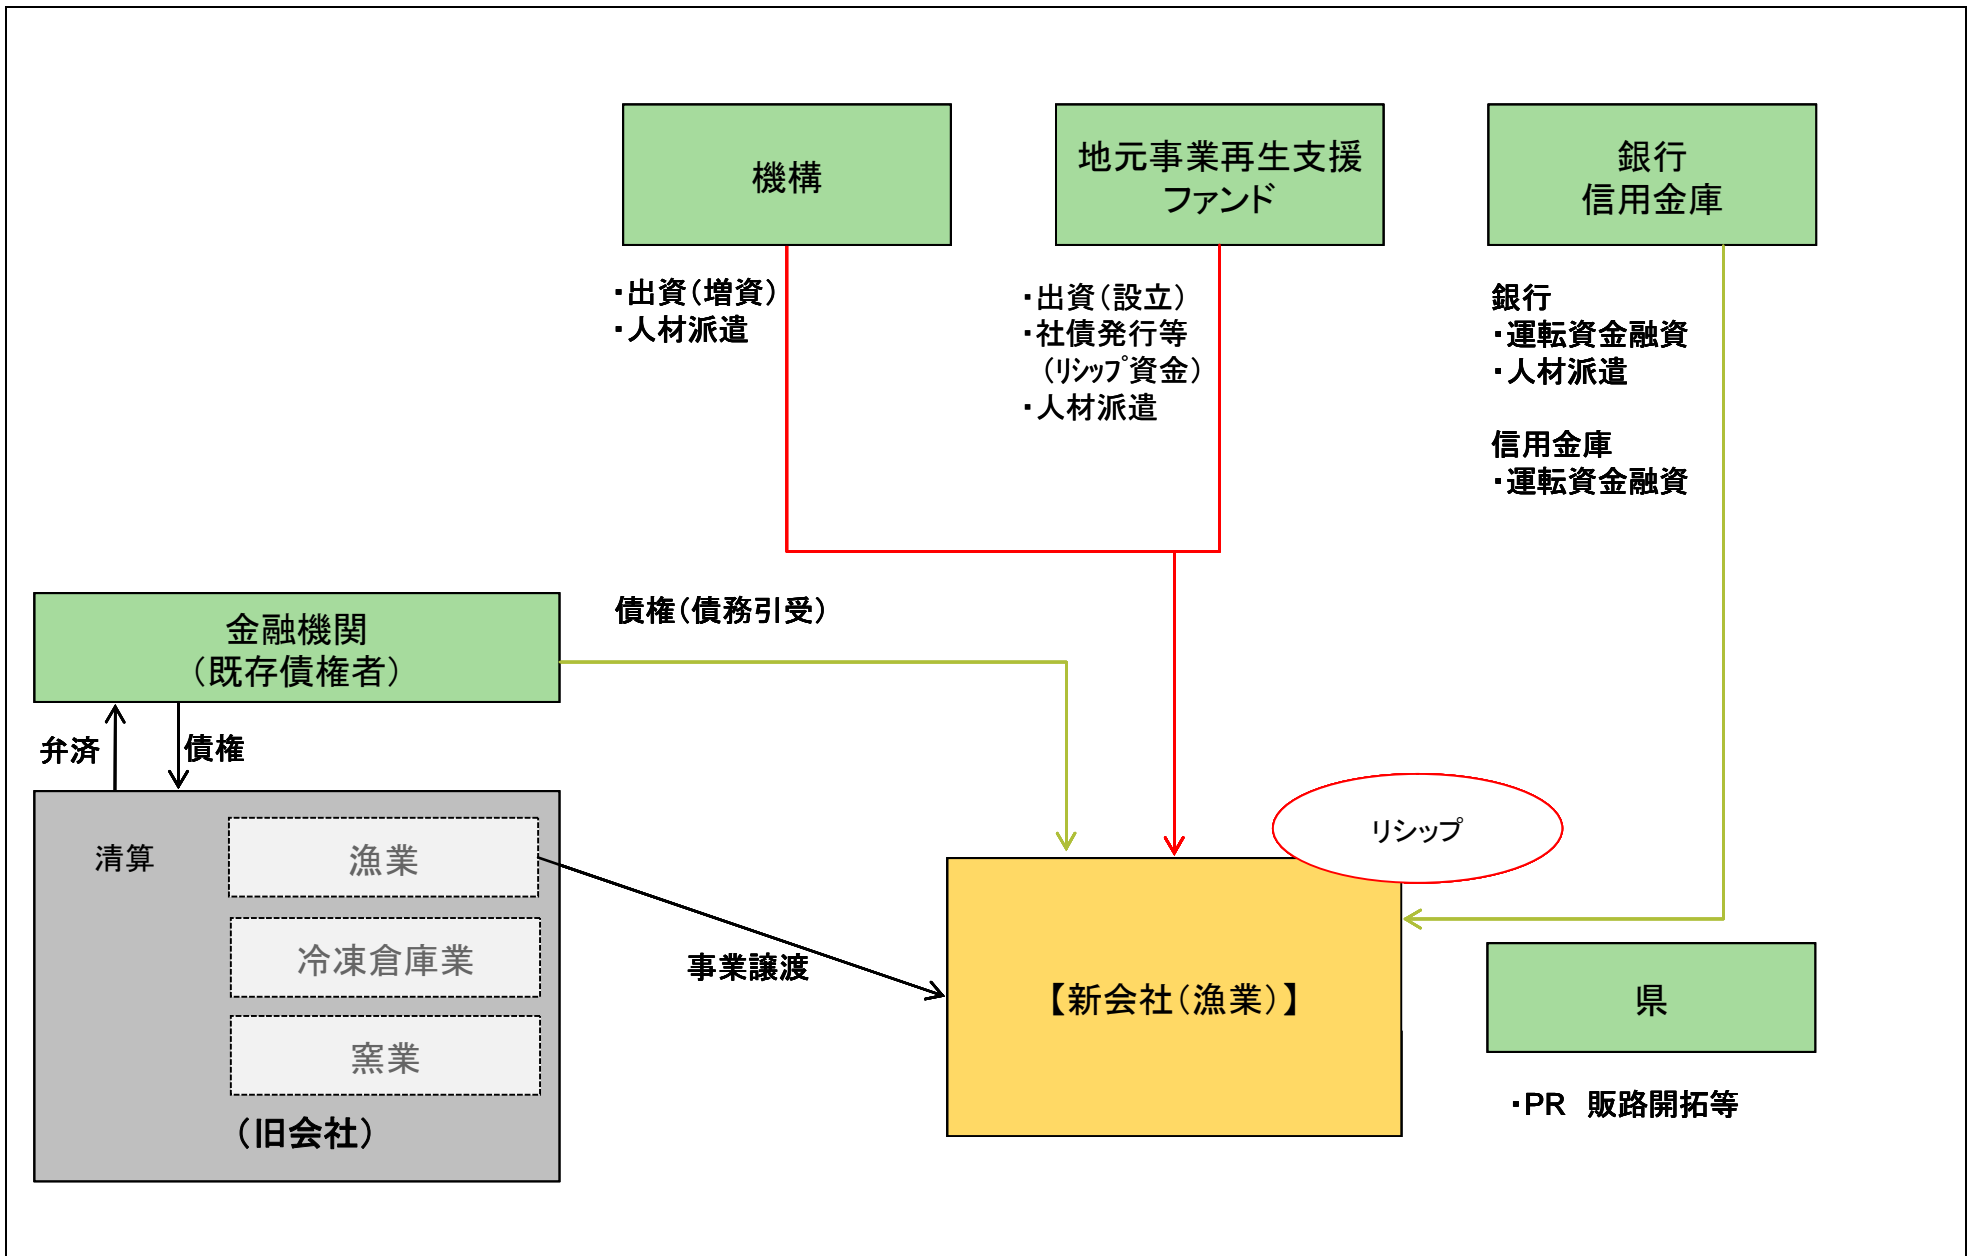 機構
地元事業再生支援
ファンド
銀行
信用金庫
・出資（増資）
・人材派遣
・出資（設立）
・社債発行等
（ﾘｼｯﾌﾟ資金）
・人材派遣
銀行
・運転資金融資
・人材派遣
信用金庫
・運転資金融資
金融機関
（既存債権者）
債権（債務引受）
弁済
債権
清算
漁業
冷凍倉庫業
窯業
（旧会社）
事業譲渡
リシップ
【新会社（漁業）】
県
・PR　販路開拓等